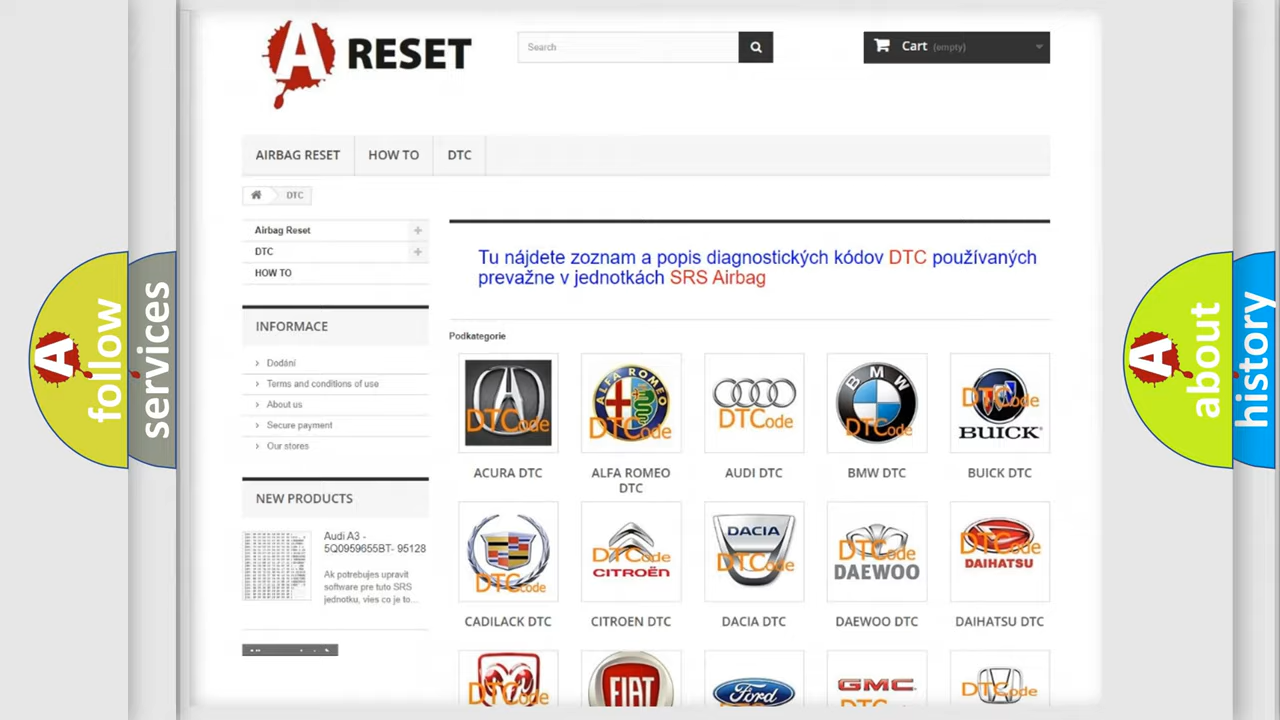 A RESET
Search
Cart (empty)
AIRBAG RESET
HOW TO
DTC
DTC
Airbag Reset
DTC
HOW TO
INFORMACE
Dodání
Terms and conditions of use
About us
Secure payment
Our stores
NEW PRODUCTS
Audi A3 -
5Q0959655BT- 95128
Ak potrebujes upravit
software pre tuto SRS
jednotku, vies co je to...
Tu nájdete zoznam a popis diagnostických kódov DTC používaných
prevažne v jednotkách SRS Airbag
Podkategorie
DTCode
ALFA ROMEO
DTCode
DTCode
BMW
DTCode
DTCode
BUICK
ACURA DTC
ALFA ROMEO
DTC
AUDI DTC
BMW DTC
BUICK DTC
DTCode
DTCode
CITROËN
DACIA
DTCode
DTCode
DAEWOO
DTCode
DAIHATSU
CADILACK DTC
CITROEN DTC
DACIA DTC
DAEWOO DTC
DAIHATSU DTC
DTCode
FIAT
Ford
GMC
DTCode
A follow
services
A about
history